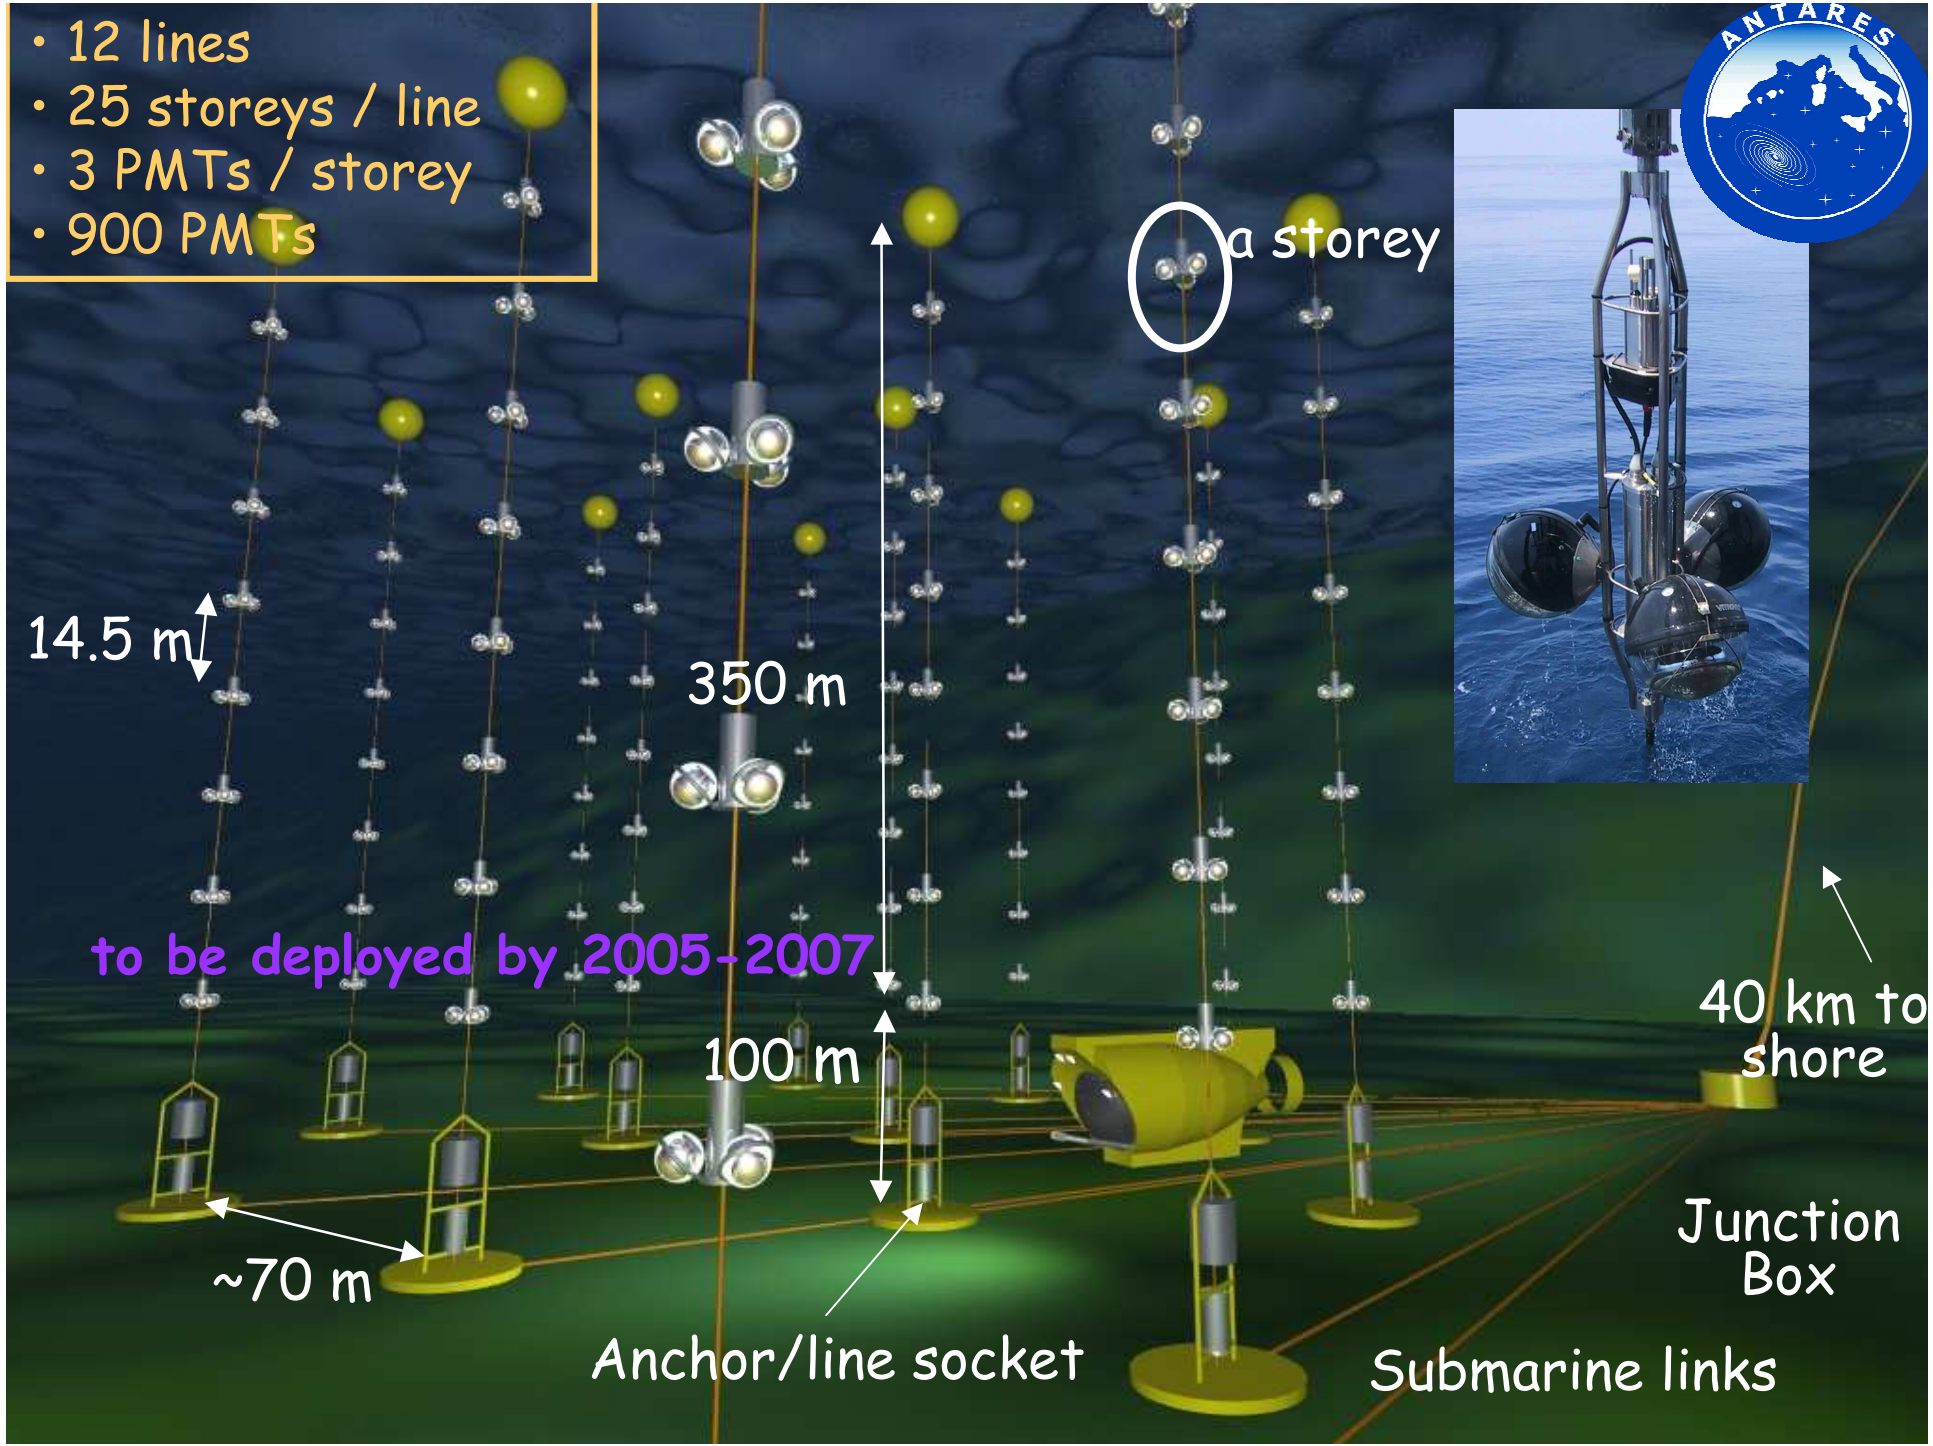 • 12 lines
• 25 storeys / line
• 3 PMTs / storey
• 900 PMTs
ANTARES
a storey
14.5 m
350 m
to be deployed by 2005-2007
40 km to
shore
100 m
~70 m
Junction
Box
Anchor/line socket
Submarine links